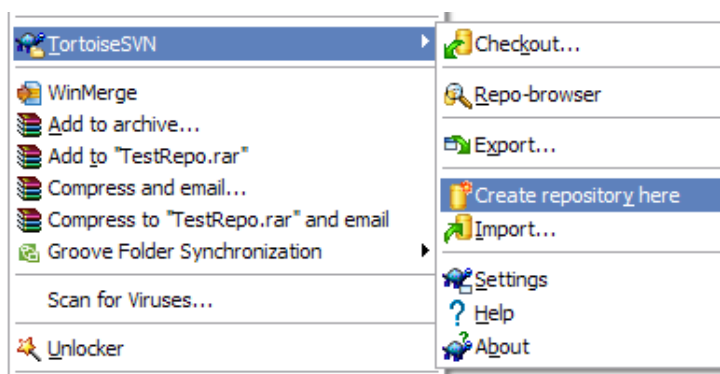 TortoiseSVN
WinMerge
Add to archive...
Add to "TestRepo.rar"
Compress and email...
Compress to "TestRepo.rar" and email
Groove Folder Synchronization
Scan for Viruses...
Unlocker
Checkout...
Repo-browser
Export...
Create repository here
Import...
Settings
Help
About